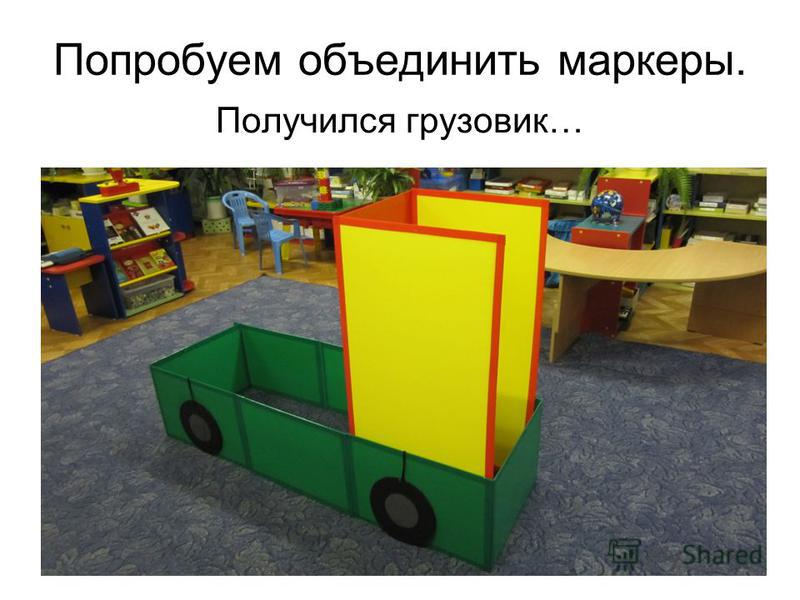 Попробуем объединить маркеры.
Получился грузовик…
Shared